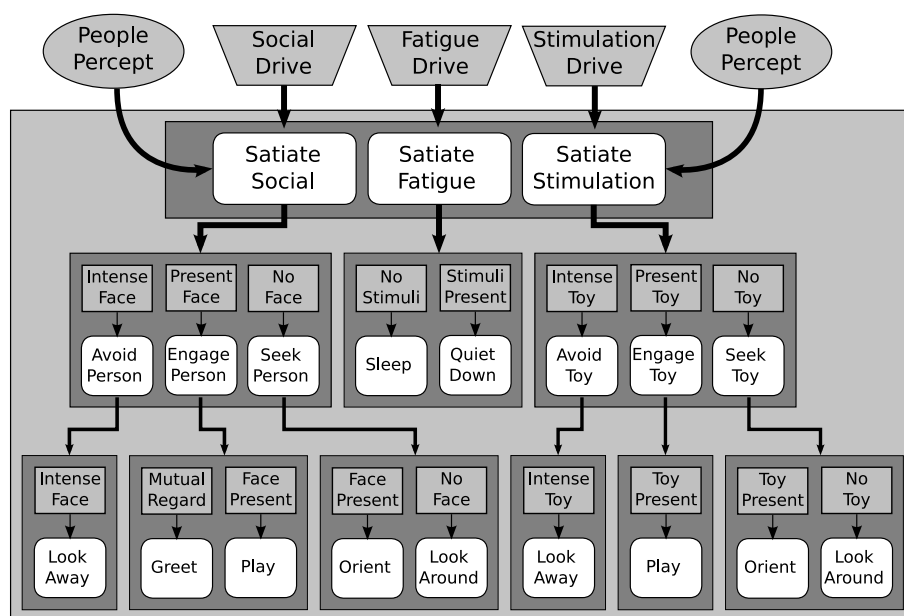 People
Percept
Social
Drive
Fatigue
Drive
Stimulation
Drive
People
Percept
Satiate
Social
Satiate
Fatigue
Satiate
Stimulation
Intense
Face
Present
Face
No
Face
No
Stimuli
Stimuli
Present
Intense
Toy
Present
Toy
No
Toy
Avoid
Person
Engage
Person
Seek
Person
Sleep
Quiet
Down
Avoid
Toy
Engage
Toy
Seek
Toy
Intense
Face
Mutual
Regard
Face
Present
Face
Present
No
Face
Intense
Toy
Toy
Present
Toy
Present
No
Toy
Look
Away
Greet
Play
Orient
Look
Around
Look
Away
Play
Orient
Look
Around